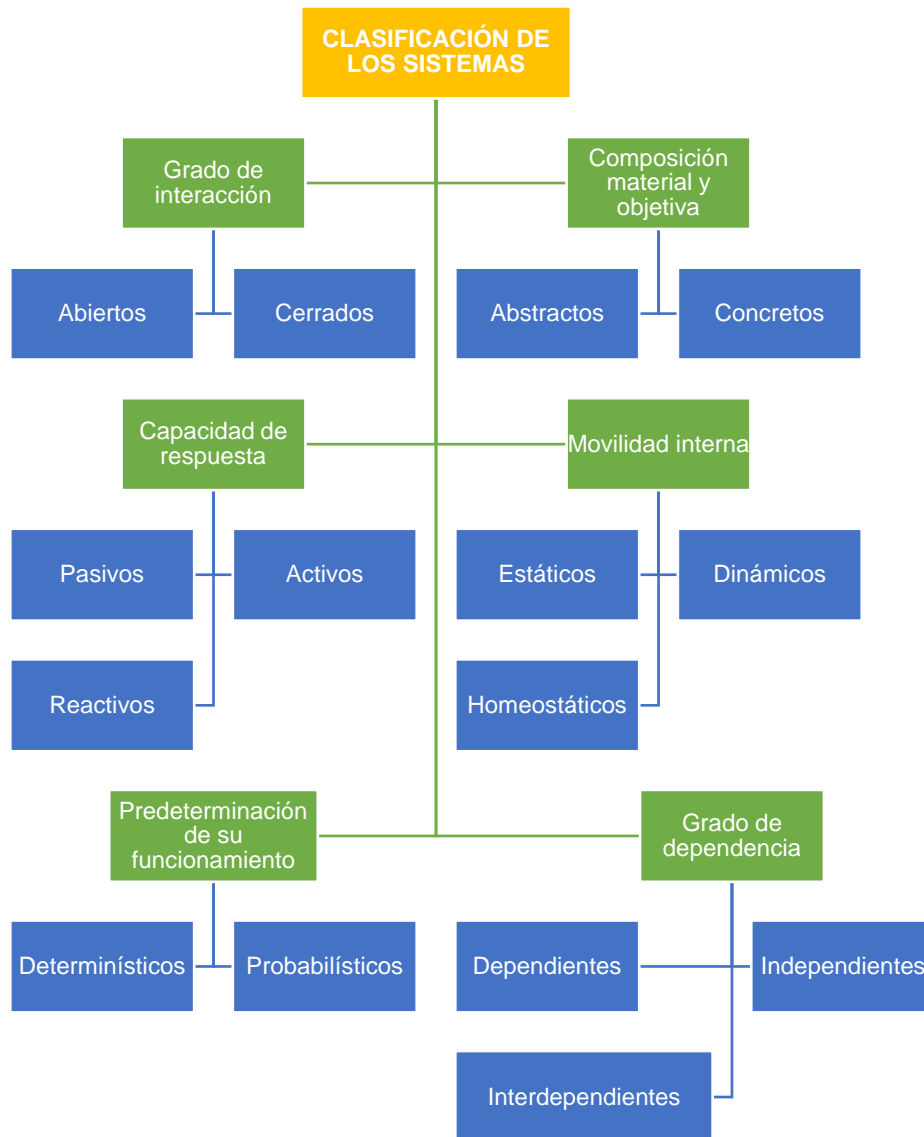 CLASIFICACIÓN DE
LOS SISTEMAS
Grado de
interacción
Composición
material y
objetiva
Abiertos
Cerrados
Abstractos
Concretos
Capacidad de
respuesta
Movilidad interna
Pasivos
Activos
Estáticos
Dinámicos
Reactivos
Homeostáticos
Predeterminación
de su
funcionamiento
Grado de
dependencia
Determinísticos
Probabilísticos
Dependientes
Independientes
Interdependientes